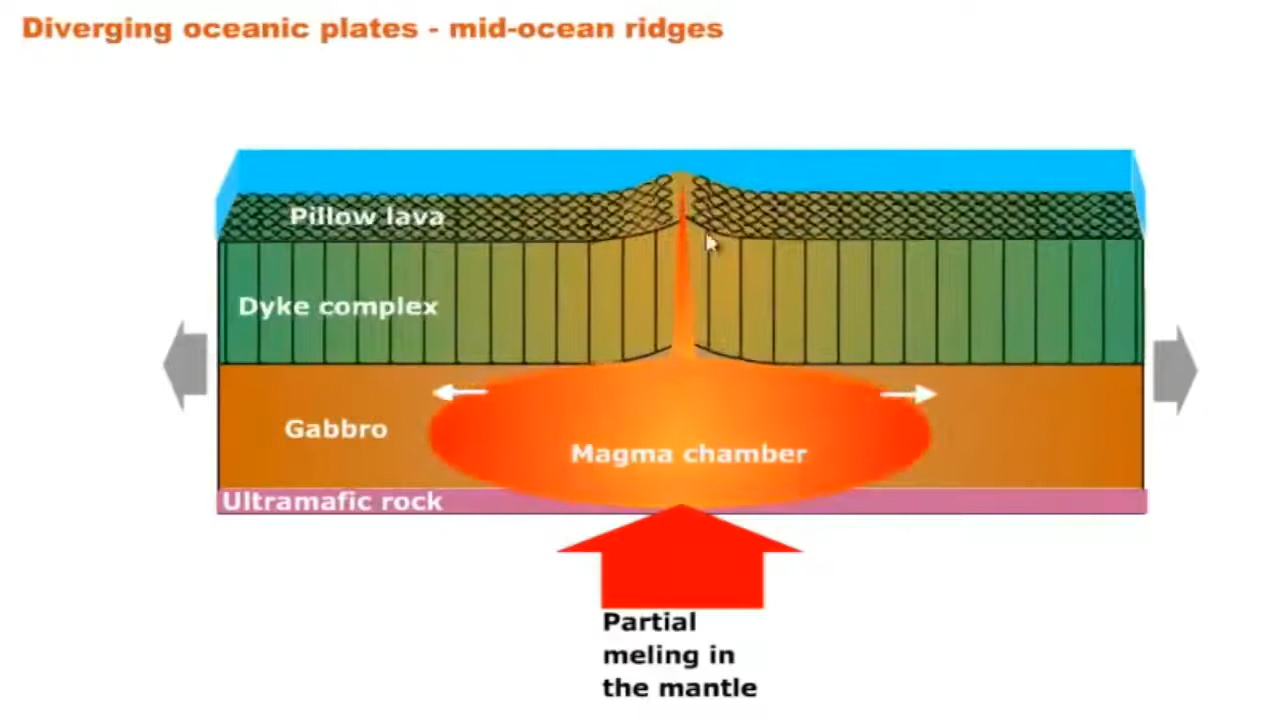 Diverging oceanic plates - mid-ocean ridges
Pillow lava
Dyke complex
Gabbro
Magma chamber
Ultramafic rock
Partial
meling in
the mantle